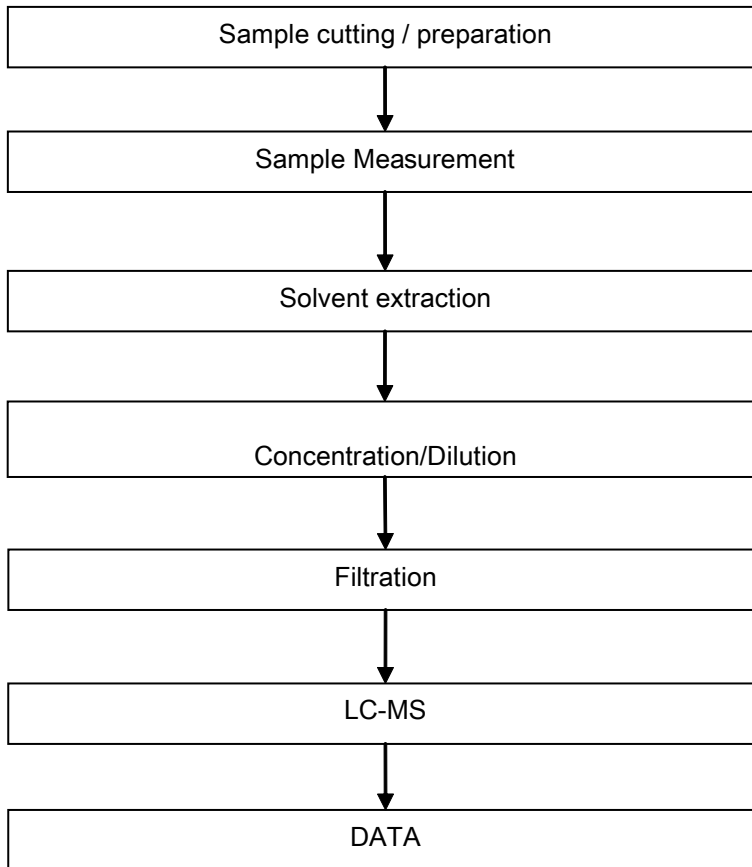 Sample cutting / preparation
Sample Measurement
Solvent extraction
Concentration/Dilution
Filtration
LC-MS
DATA